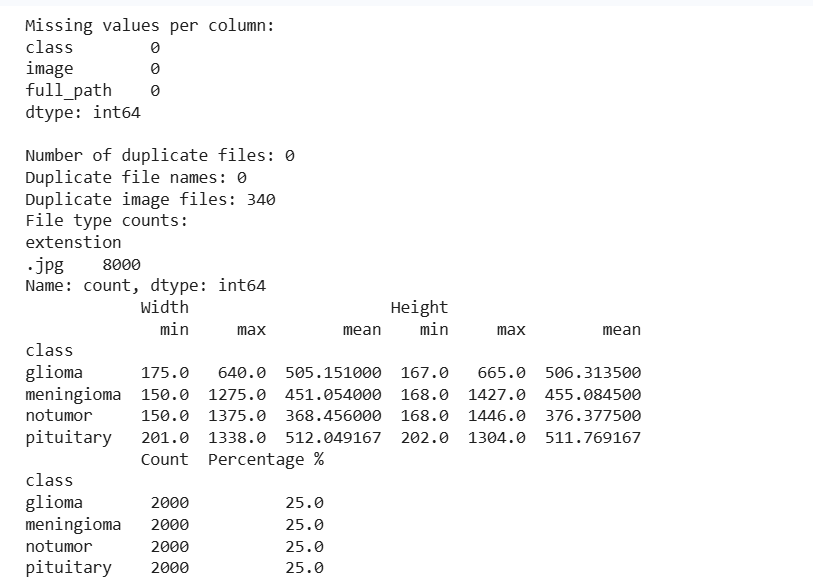 Missing values per column:
class        0
image        0
full_path    0
dtype: int64
Number of duplicate files: 0
Duplicate file names: 0
Duplicate image files: 340
File type counts:
extenstion
.jpg    8000
Name: count, dtype: int64
            Width                     Height
              min     max        mean    min     max        mean
class
glioma      175.0   640.0  505.151000  167.0   665.0  506.313500
meningioma  150.0  1275.0  451.054000  168.0  1427.0  455.084500
notumor     150.0  1375.0  368.456000  168.0  1446.0  376.377500
pituitary   201.0  1338.0  512.049167  202.0  1304.0  511.769167
            Count  Percentage %
class
glioma       2000          25.0
meningioma   2000          25.0
notumor      2000          25.0
pituitary    2000          25.0